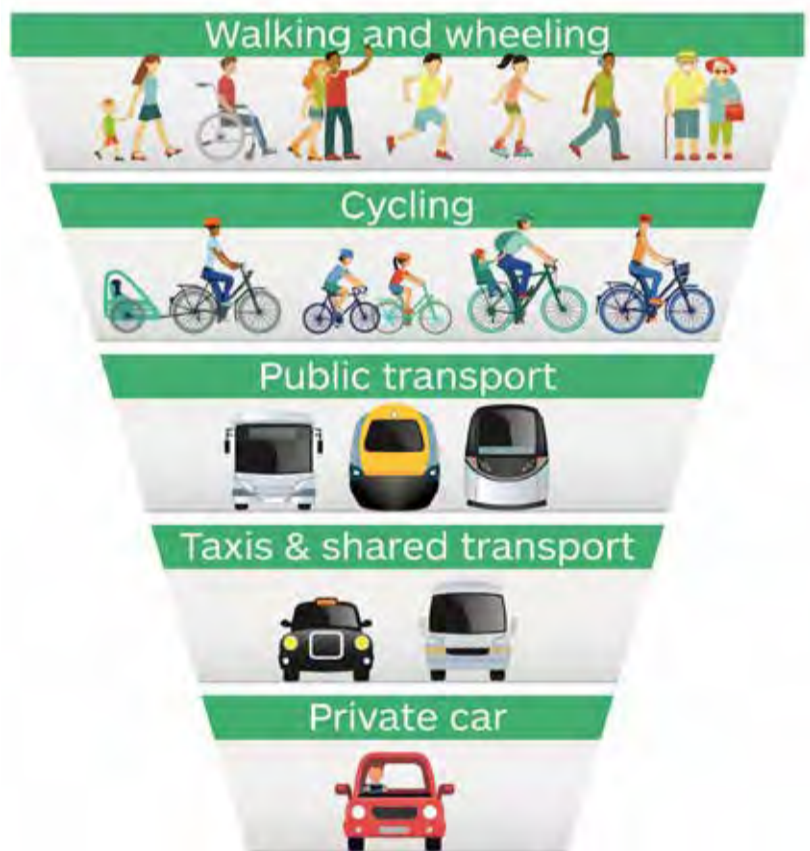 Walking and wheeling
Cycling
Public transport
Taxis & shared transport
Private car